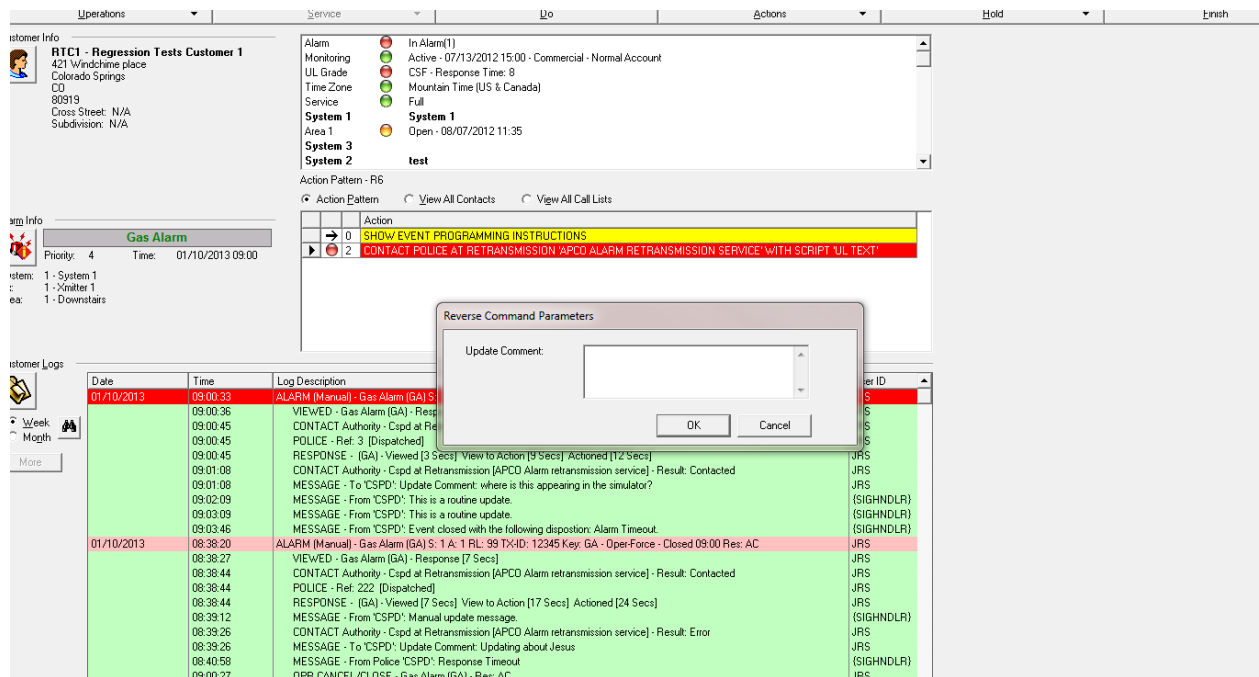 Operations Service Do Actions Hold Finish
stomer Info
RTC1 - Regression Tests Customer 1
421 Windchime place
Colorado Springs
CO
80919
Cross Street: N/A
Subdivision: N/A
Alarm In Alarm(1)
Monitoring Active - 07/13/2012 15:00 - Commercial - Normal Account
UL Grade CSF - Response Time: 8
Time Zone Mountain Time (US & Canada)
Service Full
System 1 System 1
Area 1 Open - 08/07/2012 11:35
System 3
System 2 test
Action Pattern - R6
Action Pattern View All Contacts View All Call Lists
arm Info
Gas Alarm
Priority: 4 Time: 01/10/2013 09:00
stem: 1 - System 1
: 1 - Xmitter 1
ea: 1 - Downstairs
Action
0 SHOW EVENT PROGRAMMING INSTRUCTIONS
2 CONTACT POLICE AT RETRANSMISSION 'APCO ALARM RETRANSMISSION SERVICE' WITH SCRIPT 'UL TEXT'
Reverse Command Parameters
Update Comment:
OK Cancel
ustomer Logs
Week
Month
More
Date Time Log Description er ID
01/10/2013 09:00:33 ALARM (Manual) - Gas Alarm (GA) S: S
09:00:36 VIEWED - Gas Alarm (GA) - Resp S
09:00:45 CONTACT Authority - Cspd at Re S
09:00:45 POLICE - Ref: 3 [Dispatched] S
09:00:45 RESPONSE - (GA) - Viewed [3 Secs] View to Action [9 Secs] Actioned [12 Secs] JRS
09:01:08 CONTACT Authority - Cspd at Retransmission [APCO Alarm retransmission service] - Result: Contacted JRS
09:01:08 MESSAGE - To 'CSPD': Update Comment: where is this appearing in the simulator? JRS
09:02:09 MESSAGE - From 'CSPD': This is a routine update. {SIGHNDLR}
09:03:09 MESSAGE - From 'CSPD': This is a routine update. {SIGHNDLR}
09:03:46 MESSAGE - From 'CSPD': Event closed with the following dispostion: Alarm Timeout. {SIGHNDLR}
01/10/2013 08:38:20 ALARM (Manual) - Gas Alarm (GA) S: 1 A: 1 RL: 99 TX-ID: 12345 Key: GA - Oper-Force - Closed 09:00 Res: AC JRS
08:38:27 VIEWED - Gas Alarm (GA) - Response [7 Secs] JRS
08:38:44 CONTACT Authority - Cspd at Retransmission [APCO Alarm retransmission service] - Result: Contacted JRS
08:38:44 POLICE - Ref: 222 [Dispatched] JRS
08:38:44 RESPONSE - (GA) - Viewed [7 Secs] View to Action [17 Secs] Actioned [24 Secs] JRS
08:39:12 MESSAGE - From 'CSPD': Manual update message. {SIGHNDLR}
08:39:26 CONTACT Authority - Cspd at Retransmission [APCO Alarm retransmission service] - Result: Error JRS
08:39:26 MESSAGE - To 'CSPD': Update Comment: Updating about Jesus JRS
08:40:58 MESSAGE - From Police 'CSPD': Response Timeout {SIGHNDLR}
09:00:27 OPR CANCEL/CLOSE - Gas Alarm (GA) - Res: AC JRS